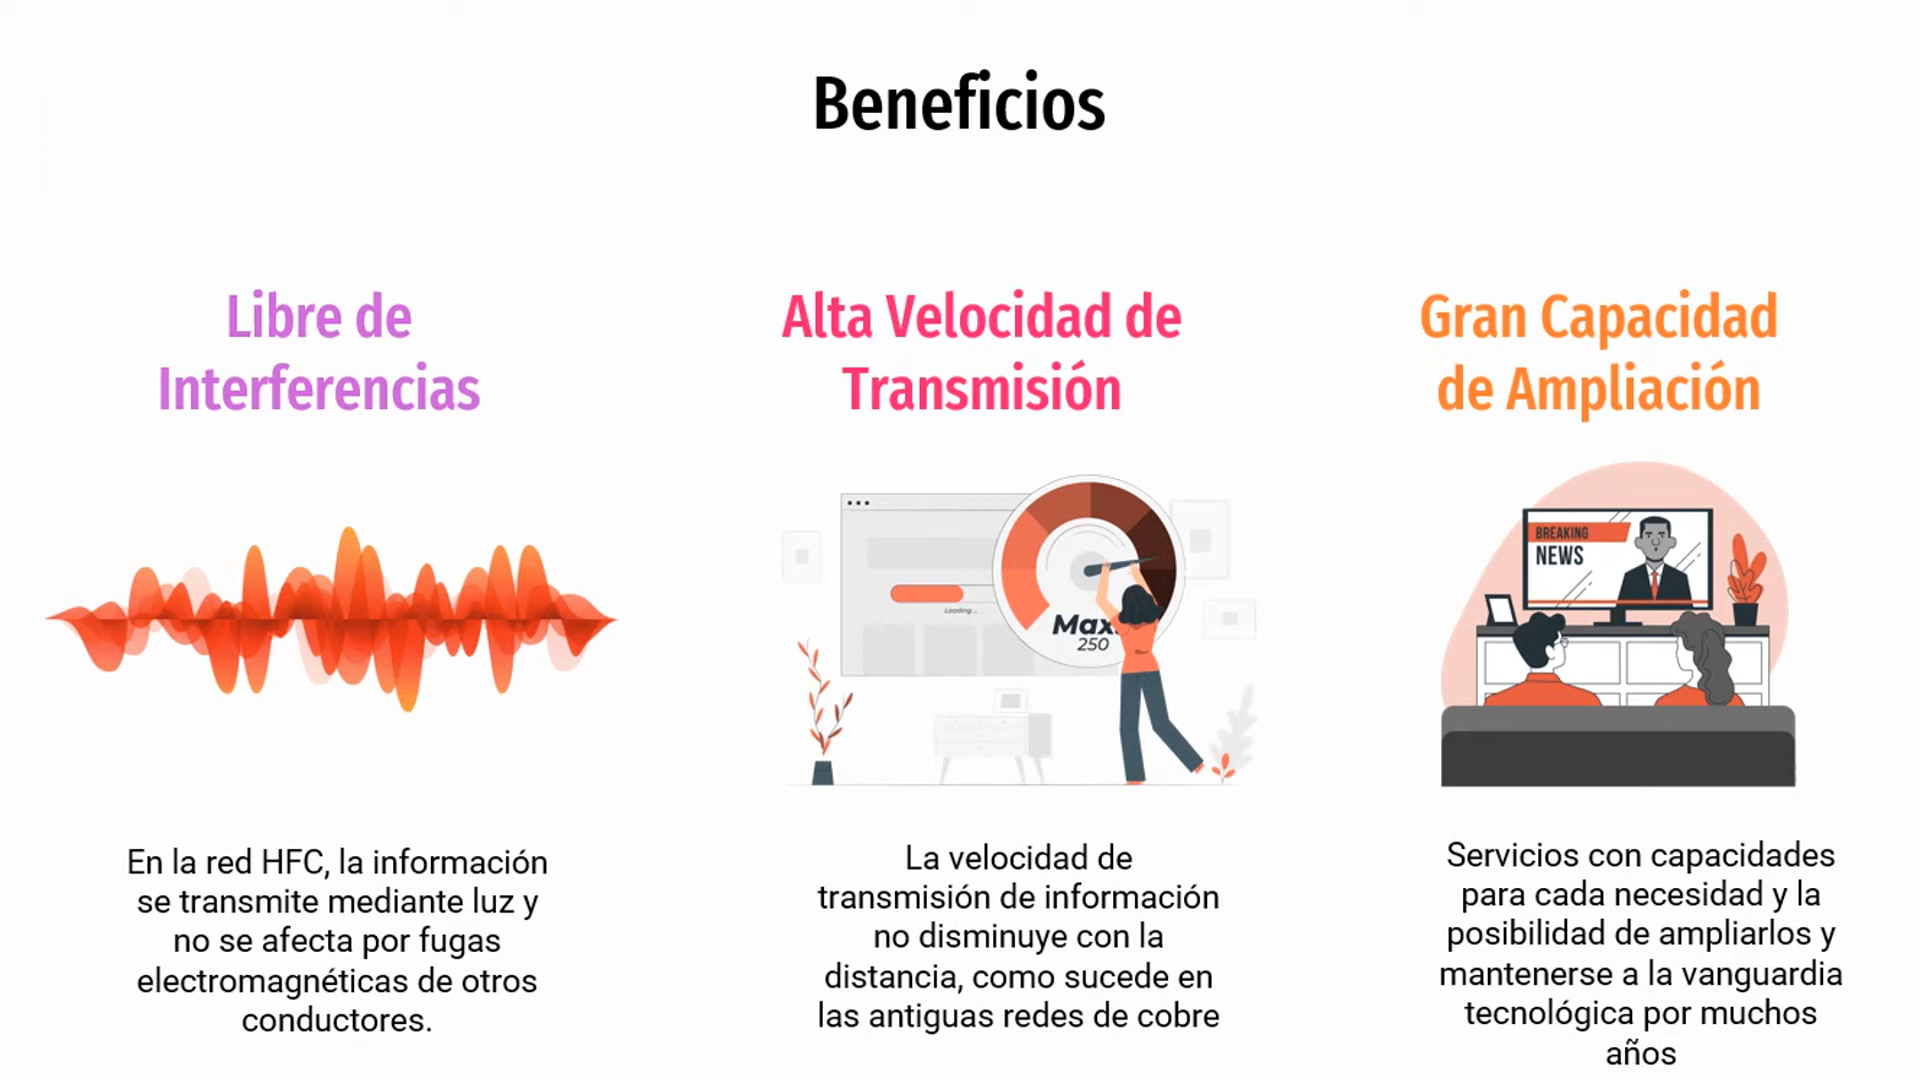 Beneficios
Libre de
Interferencias
En la red HFC, la información
se transmite mediante luz y
no se afecta por fugas
electromagnéticas de otros
conductores.
Alta Velocidad de
Transmisión
Loading...
Max.
250
La velocidad de
transmisión de información
no disminuye con la
distancia, como sucede en
las antiguas redes de cobre
Gran Capacidad
de Ampliación
BREAKING
NEWS
Servicios con capacidades
para cada necesidad y la
posibilidad de ampliarlos y
mantenerse a la vanguardia
tecnológica por muchos
años